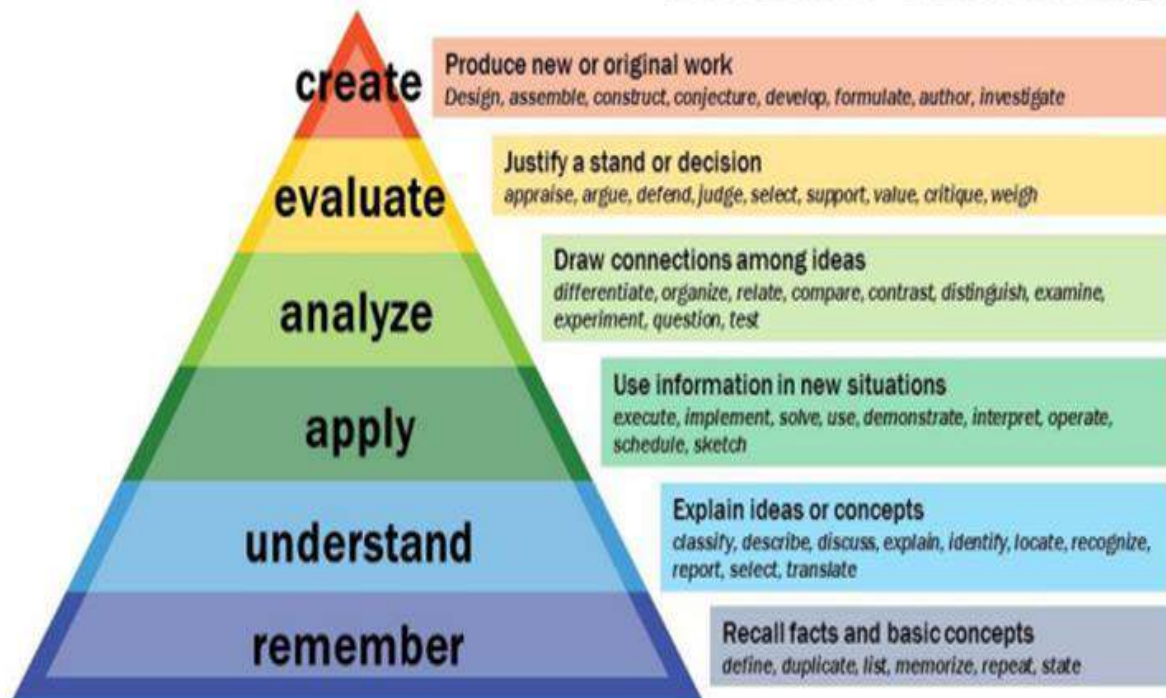 create
Produce new or original work
Design, assemble, construct, conjecture, develop, formulate, author, investigate
evaluate
Justify a stand or decision
appraise, argue, defend, judge, select, support, value, critique, weigh
analyze
Draw connections among ideas
differentiate, organize, relate, compare, contrast, distinguish, examine,
experiment, question, test
apply
Use information in new situations
execute, implement, solve, use, demonstrate, interpret, operate,
schedule, sketch
understand
Explain ideas or concepts
classify, describe, discuss, explain, identify, locate, recognize,
report, select, translate
remember
Recall facts and basic concepts
define, duplicate, list, memorize, repeat, state